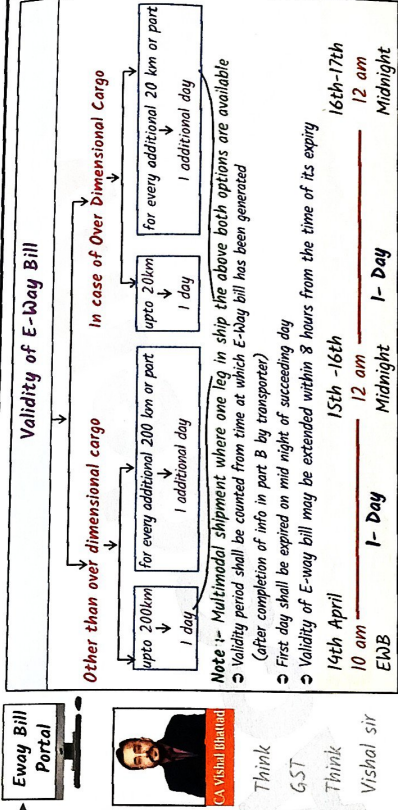 Eway Bill
Portal
CA Vishal Bhattad
Think
GST
Think
Vishal sir
Validity of E-Way Bill
Other than over dimensional cargo
In case of Over Dimensional Cargo
upto 200km
1 day
for every additional 200 km or part
1 additional day
upto 20km
1 day
for every additional 20 km or part
1 additional day
Note :- Multimodal shipment where one leg in ship the above both options are available
➲ Validity period shall be counted from time at which E-Way bill has been generated
(after completion of info in part B by transporter)
➲ First day shall be expired on mid night of succeeding day
➲ Validity of E-way bill may be extended within 8 hours from the time of its expiry
14th April 15th -16th 16th-17th
10 am 12 am 12 am
EWB 1- Day Midnight 1- Day Midnight